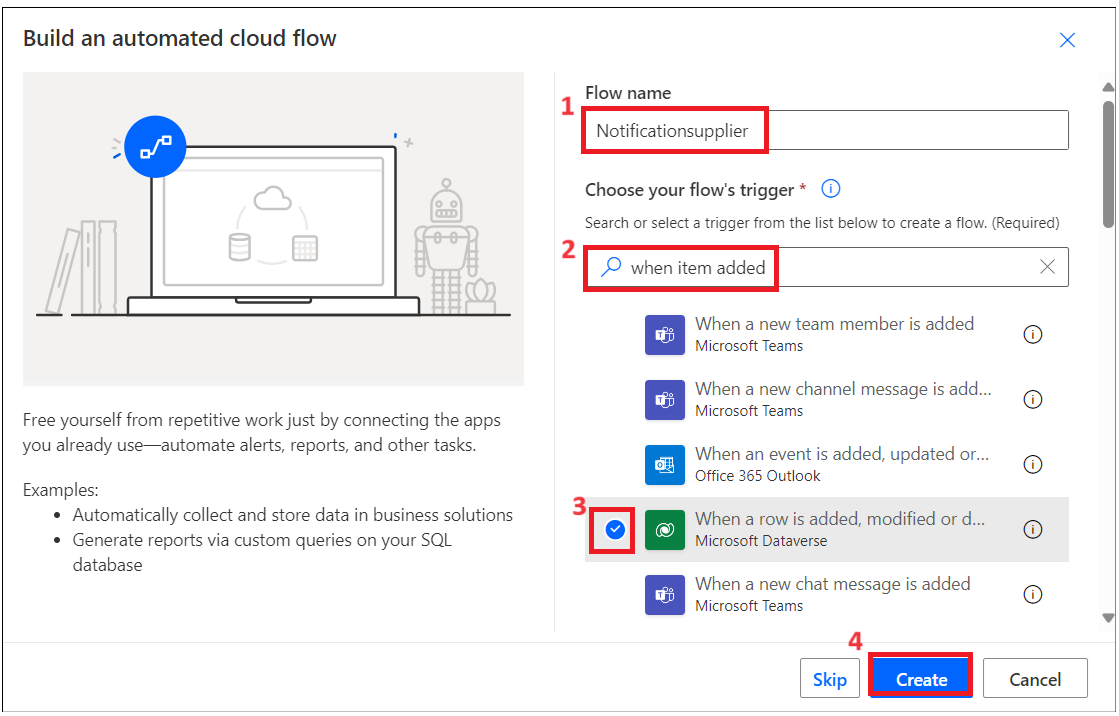 Build an automated cloud flow
Free yourself from repetitive work just by connecting the apps
you already use—automate alerts, reports, and other tasks.
Examples:
• Automatically collect and store data in business solutions
• Generate reports via custom queries on your SQL
database
Flow name
1
Notificationsupplier
Choose your flow's trigger *
Search or select a trigger from the list below to create a flow. (Required)
2
when item added
When a new team member is added
Microsoft Teams
When a new channel message is add...
Microsoft Teams
When an event is added, updated or...
Office 365 Outlook
3
When a row is added, modified or d...
Microsoft Dataverse
When a new chat message is added
Microsoft Teams
4
Skip
Create
Cancel